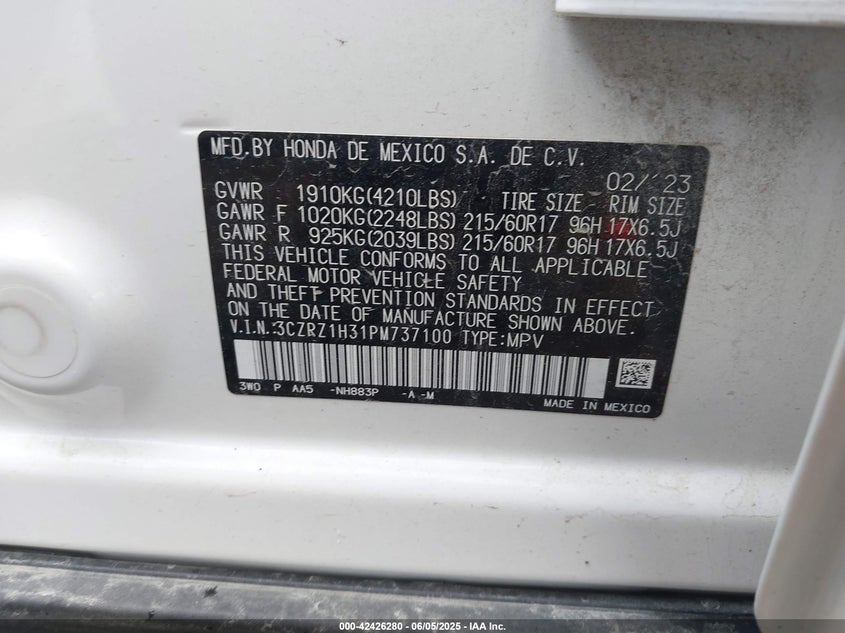 MFD.BY HONDA DE MEXICO S.A. DE C.V.
02/'23
GVWR 1910KG(4210LBS) TIRE SIZE - RIM SIZE
GAWR F 1020KG(2248LBS) 215/60R17 96H 17X6.5J
GAWR R 925KG(2039LBS) 215/60R17 96H 17X6.5J
THIS VEHICLE CONFORMS TO ALL APPLICABLE
FEDERAL MOTOR VEHICLE SAFETY
AND THEFT PREVENTION STANDARDS IN EFFECT
ON THE DATE OF MANUFACTURE SHOWN ABOVE.
V.I.N:3CZRZ1H31PM737100 TYPE:MPV
3W0 P AA5 -NH883P -A -M
MADE IN MEXICO
000-42426280 - 06/05/2025 - IAA Inc.